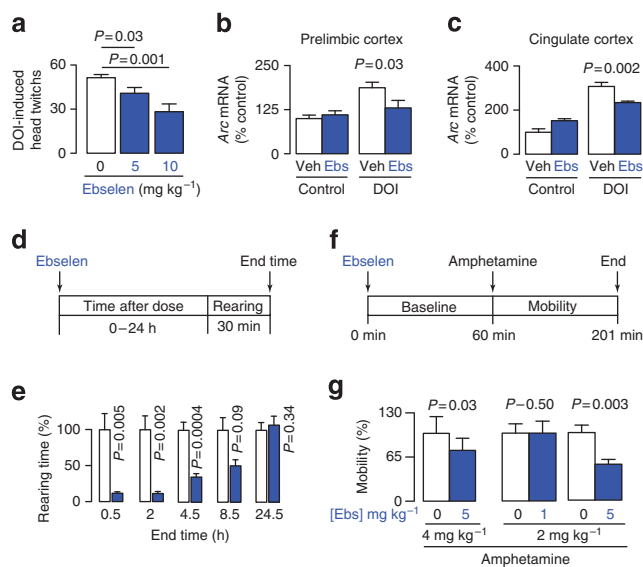 a
P=0.03
P=0.001
DOI-induced
head twitchs
60
30
0
0 5 10
Ebselen (mg kg−1)
b
Prelimbic cortex
Arc mRNA
(% control)
250
125
0
P=0.03
Veh Ebs Veh Ebs
Control DOI
c
Cingulate cortex
Arc mRNA
(% control)
400
200
0
P=0.002
Veh Ebs Veh Ebs
Control DOI
d
Ebselen End time
Time after dose Rearing
0–24 h 30 min
f
Ebselen Amphetamine End
Baseline Mobility
0 min 60 min 201 min
e
Rearing time (%)
100
50
0
P=0.005
P=0.002
P=0.0004
P=0.09
P=0.34
0.5 2 4.5 8.5 24.5
End time (h)
g
Mobility (%)
130
65
0
P=0.03 P−0.50 P=0.003
[Ebs] mg kg−1 0 5 0 1 0 5
4 mg kg−1 2 mg kg−1
Amphetamine